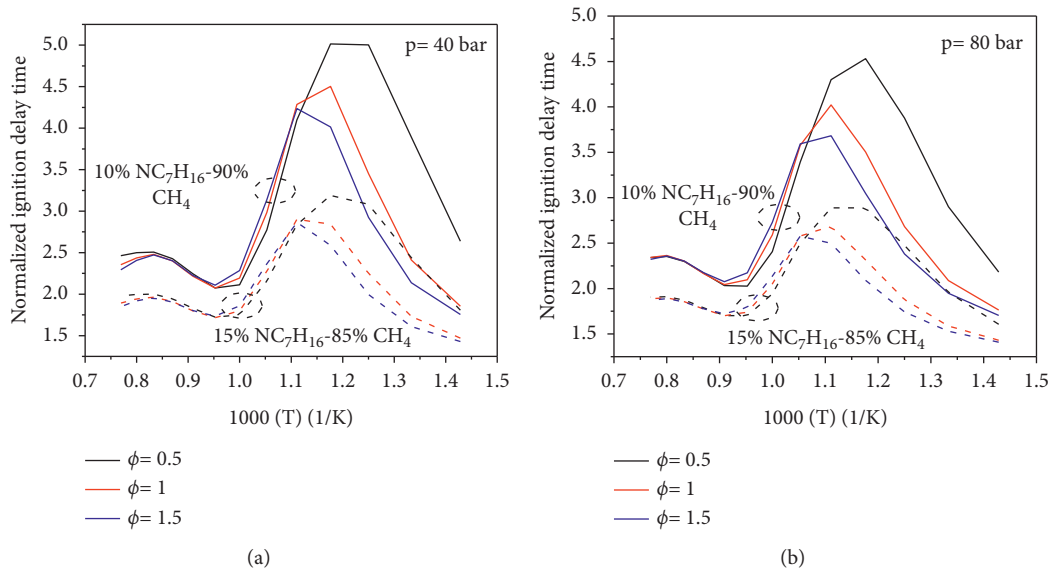 p= 40 bar
Normalized ignition delay time
5.0
4.5
4.0
3.5
3.0
2.5
2.0
1.5
10% NC7H16-90%
CH4
15% NC7H16-85% CH4
0.7 0.8 0.9 1.0 1.1 1.2 1.3 1.4 1.5
1000 (T) (1/K)
ϕ= 0.5
ϕ= 1
ϕ= 1.5
(a)
p= 80 bar
Normalized ignition delay time
5.0
4.5
4.0
3.5
3.0
2.5
2.0
1.5
10% NC7H16-90%
CH4
15% NC7H16-85% CH4
0.7 0.8 0.9 1.0 1.1 1.2 1.3 1.4 1.5
1000 (T) (1/K)
ϕ= 0.5
ϕ= 1
ϕ= 1.5
(b)